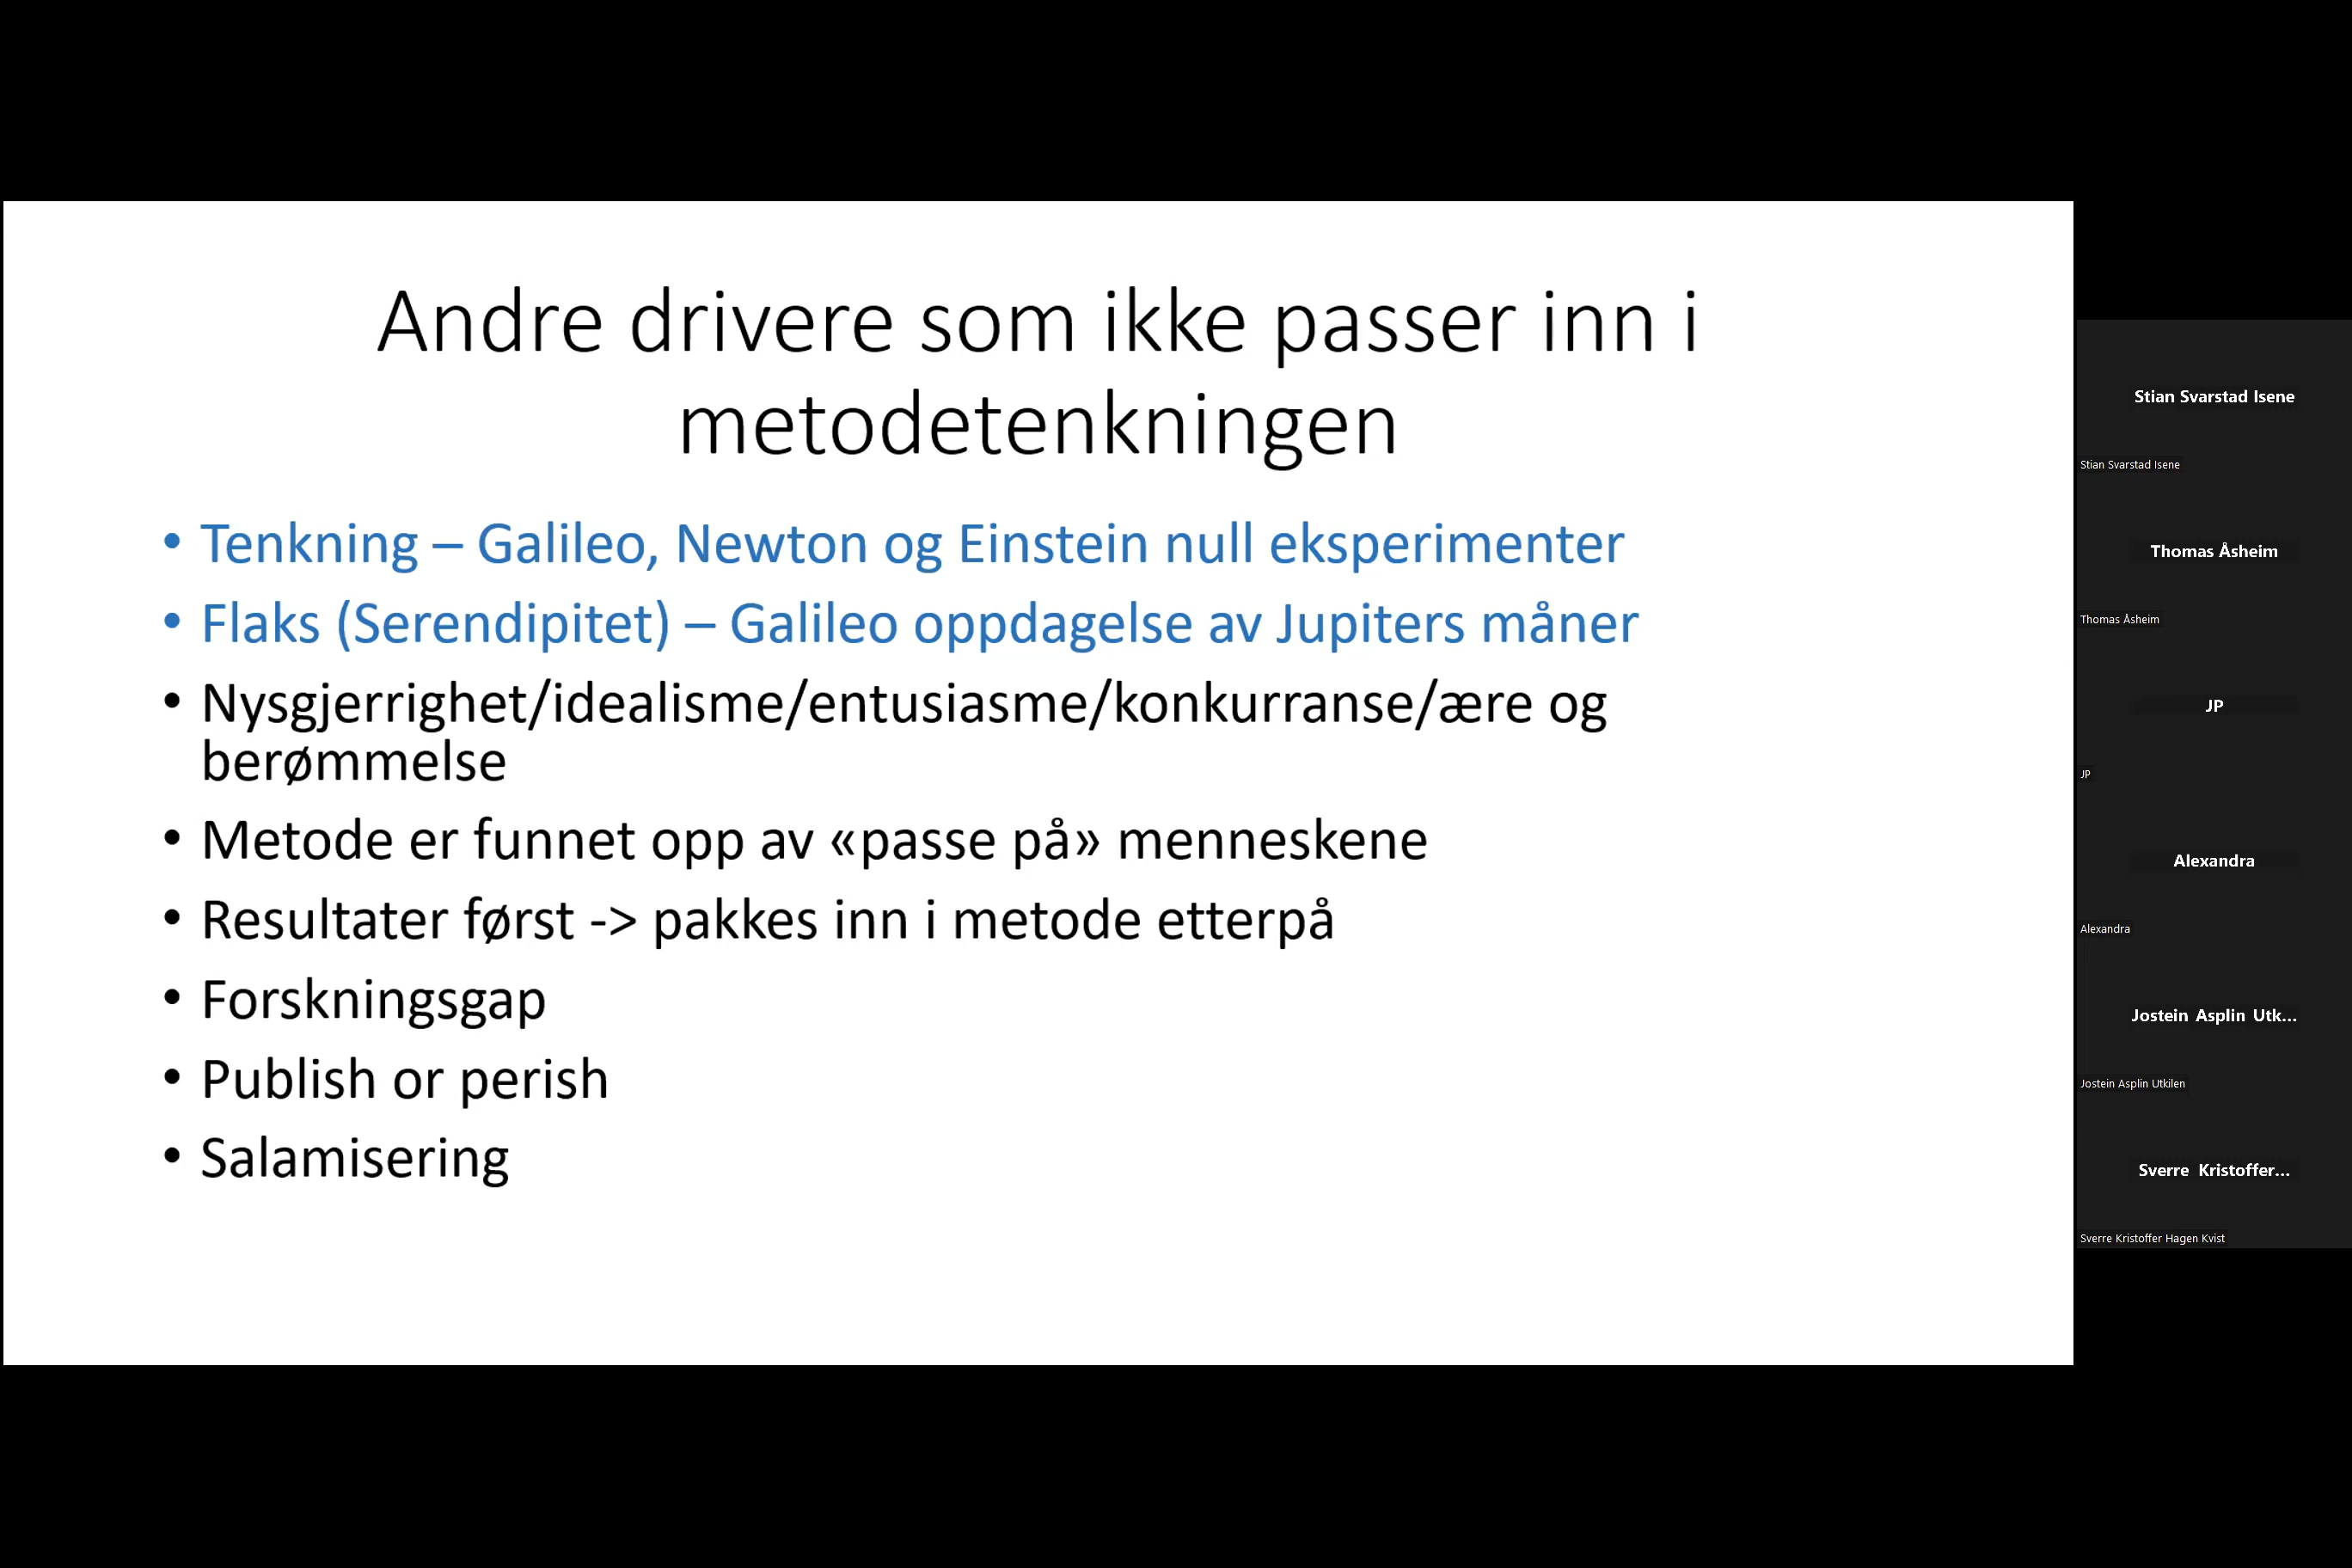 Andre drivere som ikke passer inn i
metodetenkningen
• Tenkning – Galileo, Newton og Einstein null eksperimenter
• Flaks (Serendipitet) – Galileo oppdagelse av Jupiters måner
• Nysgjerrighet/idealisme/entusiasme/konkurranse/ære og
berømmelse
• Metode er funnet opp av «passe på» menneskene
• Resultater først -> pakkes inn i metode etterpå
• Forskningsgap
• Publish or perish
• Salamisering
Stian Svarstad Isene
Stian Svarstad Isene
Thomas Åsheim
Thomas Åsheim
JP
JP
Alexandra
Alexandra
Jostein Asplin Utk...
Jostein Asplin Utkilen
Sverre Kristoffer...
Sverre Kristoffer Hagen Kvist